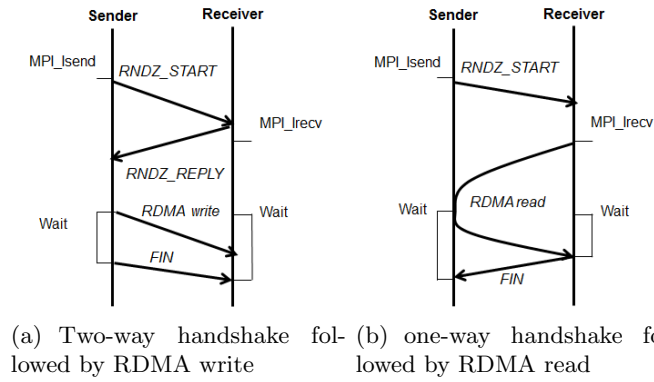 Sender
Receiver
MPI_Isend
RNDZ_START
MPI_Irecv
RNDZ_REPLY
Wait
RDMA write
Wait
FIN
(a) Two-way handshake fol-
lowed by RDMA write
Sender
Receiver
MPI_Isend
RNDZ_START
MPI_Irecv
Wait
RDMA read
Wait
FIN
(b) one-way handshake fo
lowed by RDMA read